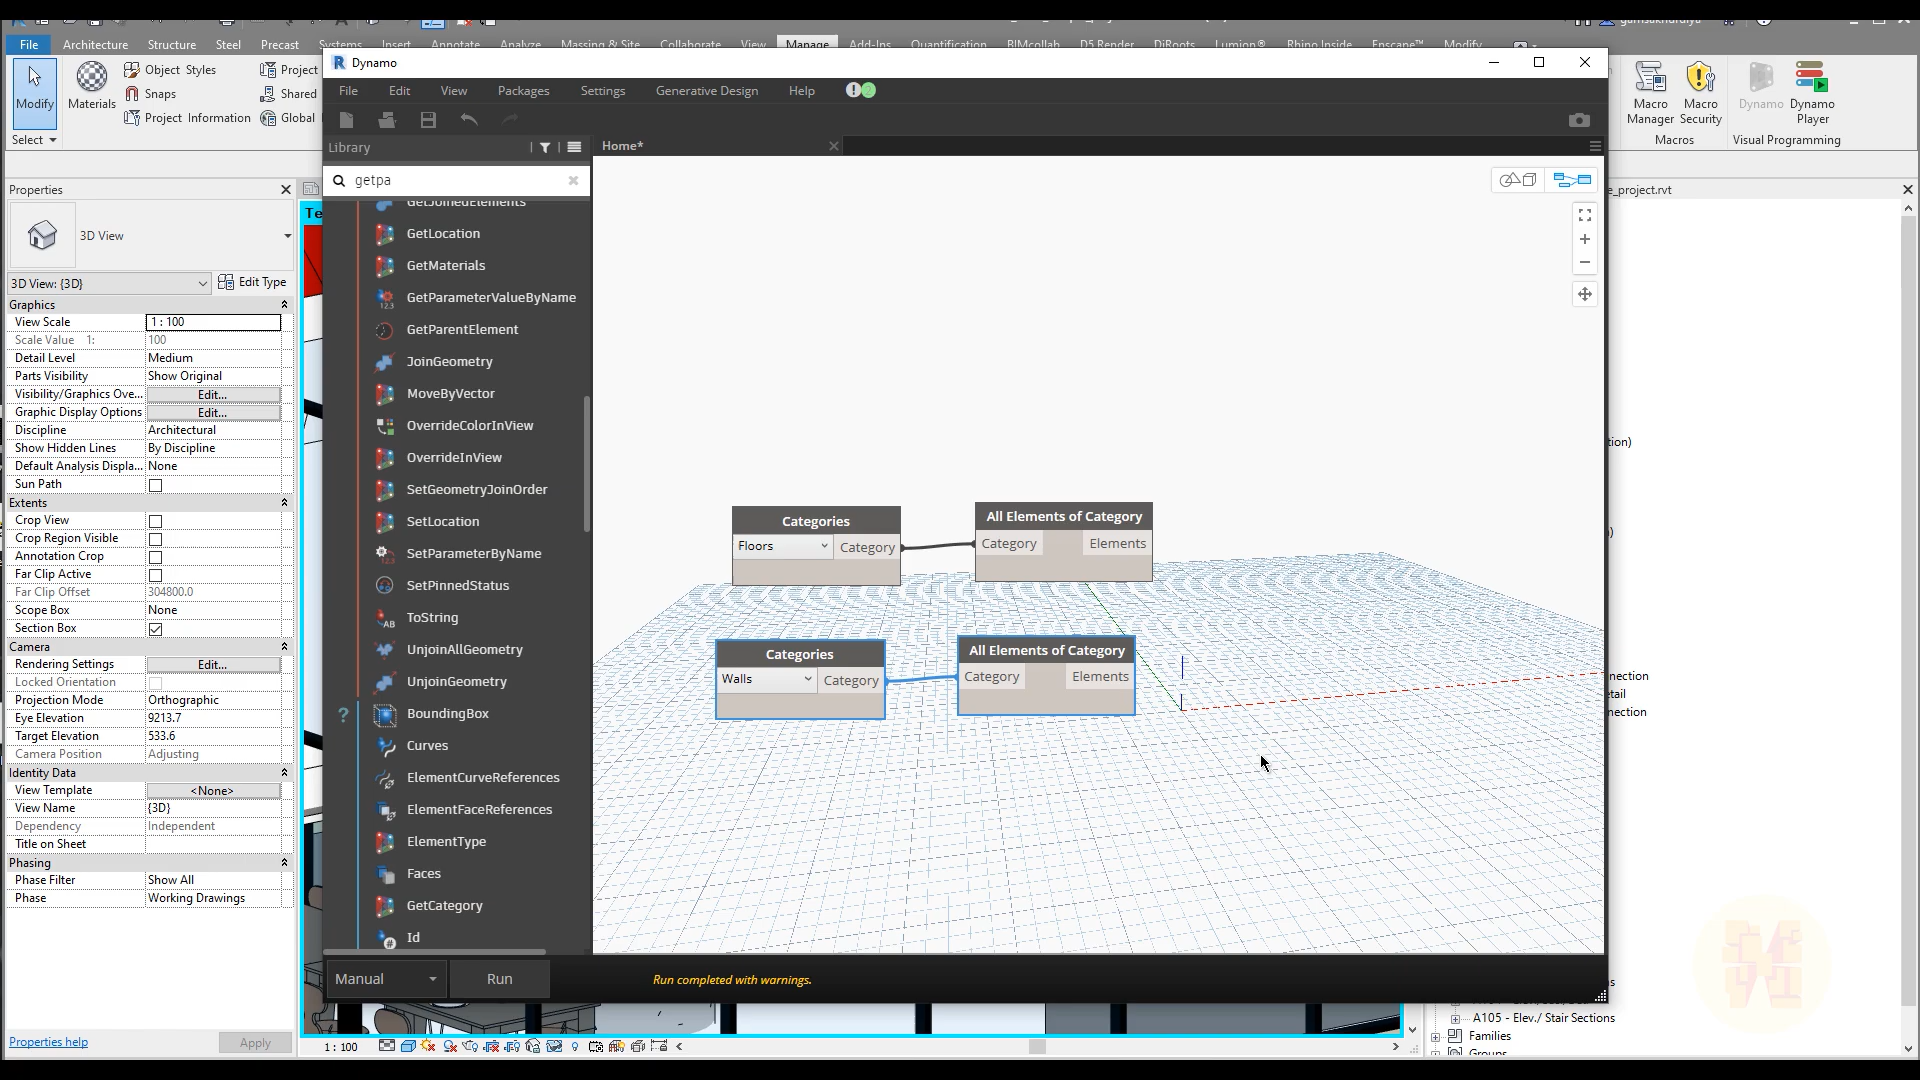 File Architecture Structure Steel Precast Systems Insert Annotate Analyze Massing & Site Collaborate View Manage Add-Ins Quantification BIMcollab D5 Render DiRoots Lumion® Rhino Inside Enscape™ Modify
Modify
Select
Materials
Object Styles
Snaps
Project Information
Project
Shared
Global
Macro Manager
Macro Security
Macros
Dynamo
Dynamo Player
Visual Programming
Dynamo
File Edit View Packages Settings Generative Design Help
Library
Home*
getpa
GetJoinedElements
GetLocation
GetMaterials
GetParameterValueByName
GetParentElement
JoinGeometry
MoveByVector
OverrideColorInView
OverrideInView
SetGeometryJoinOrder
SetLocation
SetParameterByName
SetPinnedStatus
ToString
UnjoinAllGeometry
UnjoinGeometry
? BoundingBox
Curves
ElementCurveReferences
ElementFaceReferences
ElementType
Faces
GetCategory
Id
Categories
Floors Category
All Elements of Category
Category Elements
Categories
Walls Category
All Elements of Category
Category Elements
Manual Run Run completed with warnings.
Properties
3D View
3D View: {3D} Edit Type
Graphics
View Scale 1 : 100
Scale Value 1: 100
Detail Level Medium
Parts Visibility Show Original
Visibility/Graphics Ove... Edit...
Graphic Display Options Edit...
Discipline Architectural
Show Hidden Lines By Discipline
Default Analysis Displa... None
Sun Path
Extents
Crop View
Crop Region Visible
Annotation Crop
Far Clip Active
Far Clip Offset 304800.0
Scope Box None
Section Box
Camera
Rendering Settings Edit...
Locked Orientation
Projection Mode Orthographic
Eye Elevation 9213.7
Target Elevation 533.6
Camera Position Adjusting
Identity Data
View Template <None>
View Name {3D}
Dependency Independent
Title on Sheet
Phasing
Phase Filter Show All
Phase Working Drawings
Properties help Apply
Te
1 : 100
e_project.rvt
tion)
)
nection
etail
nection
ns
A105 - Elev./ Stair Sections
Families
Groups